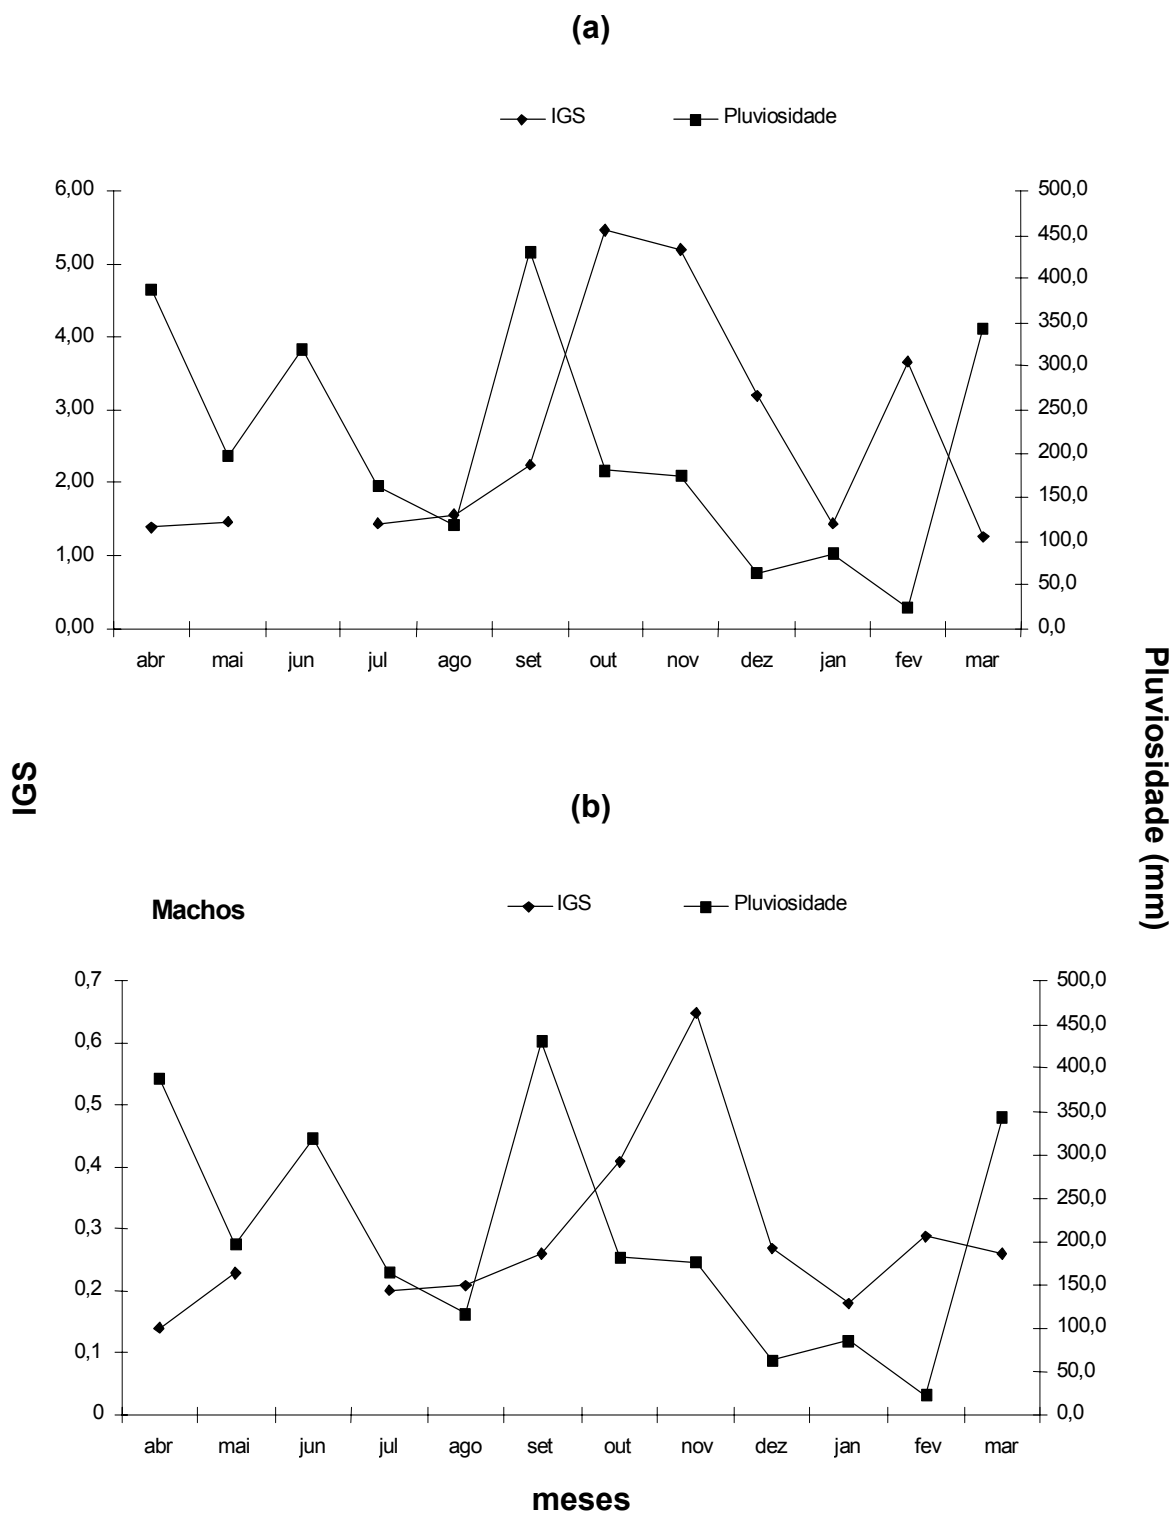 (a)
IGS Pluviosidade
6,00 500,0
450,0
5,00 400,0
4,00 350,0
300,0
3,00 250,0
2,00 200,0
150,0
1,00 100,0
50,0
0,00 0,0
abr mai jun jul ago set out nov dez jan fev mar
IGS
Pluviosidade (mm)
(b)
Machos IGS Pluviosidade
0,7 500,0
0,6 450,0
400,0
0,5 350,0
0,4 300,0
250,0
0,3 200,0
0,2 150,0
100,0
0,1 50,0
0 0,0
abr mai jun jul ago set out nov dez jan fev mar
meses